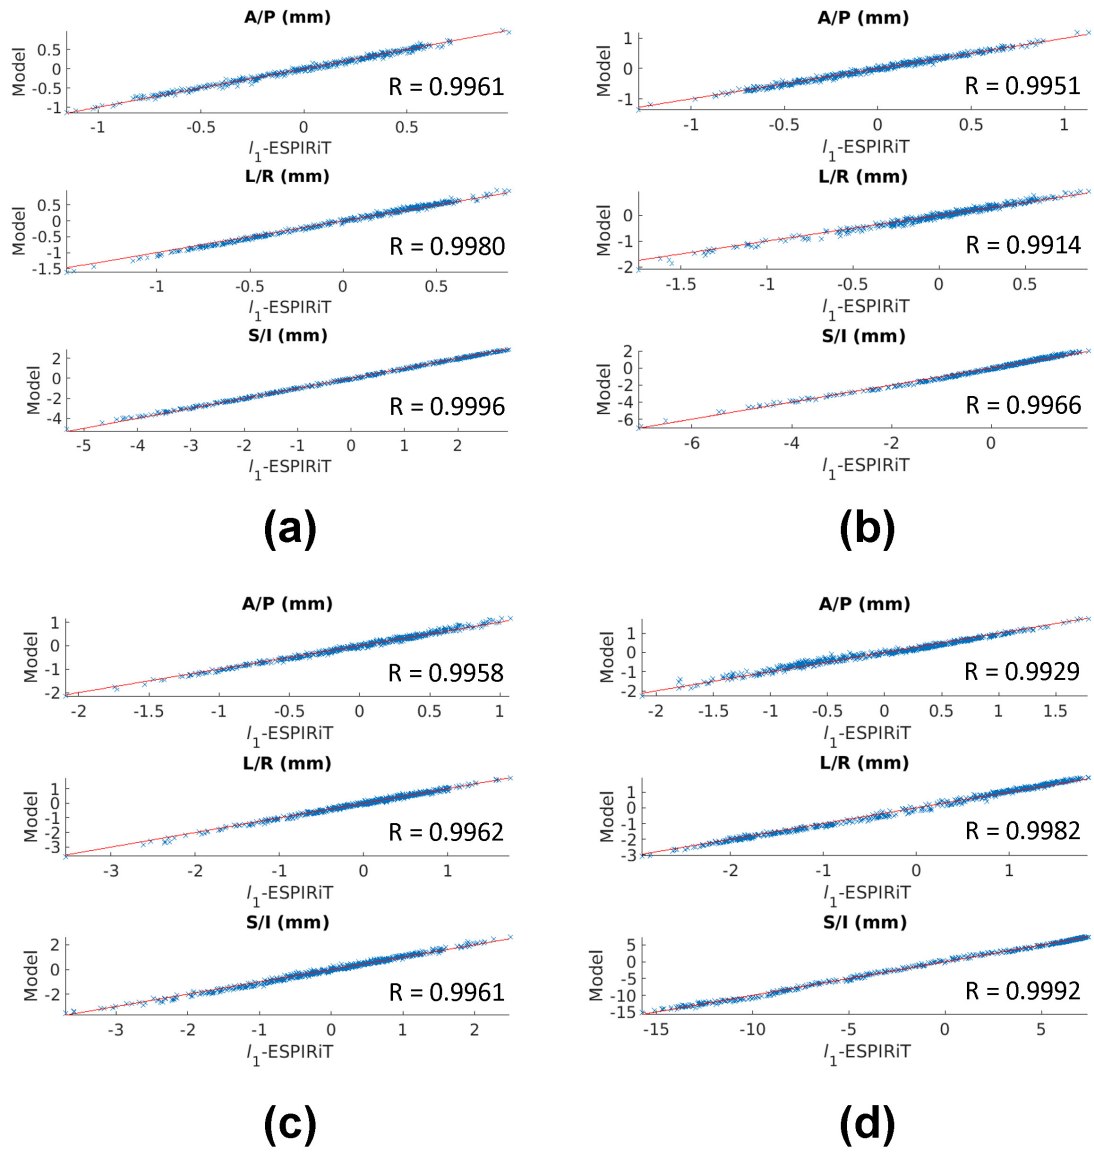 A/P (mm)
Model
0.5
0
-0.5
-1
R = 0.9961
-1 -0.5 0 0.5
l1-ESPIRiT
L/R (mm)
Model
0.5
0
-0.5
-1
-1.5
R = 0.9980
-1 -0.5 0 0.5
l1-ESPIRiT
S/I (mm)
Model
2
0
-2
-4
R = 0.9996
-5 -4 -3 -2 -1 0 1 2
l1-ESPIRiT
(a)
A/P (mm)
Model
1
0
-1
R = 0.9951
-1 -0.5 0 0.5 1
l1-ESPIRiT
L/R (mm)
Model
0
-1
-2
R = 0.9914
-1.5 -1 -0.5 0 0.5
l1-ESPIRiT
S/I (mm)
Model
2
0
-2
-4
-6
R = 0.9966
-6 -4 -2 0
l1-ESPIRiT
(b)
A/P (mm)
Model
1
0
-1
-2
R = 0.9958
-2 -1.5 -1 -0.5 0 0.5 1
l1-ESPIRiT
L/R (mm)
Model
1
0
-1
-2
-3
R = 0.9962
-3 -2 -1 0 1
l1-ESPIRiT
S/I (mm)
Model
2
0
-2
R = 0.9961
-3 -2 -1 0 1 2
l1-ESPIRiT
(c)
A/P (mm)
Model
1
0
-1
-2
R = 0.9929
-2 -1.5 -1 -0.5 0 0.5 1 1.5
l1-ESPIRiT
L/R (mm)
Model
1
0
-1
-2
-3
R = 0.9982
-2 -1 0 1
l1-ESPIRiT
S/I (mm)
Model
5
0
-5
-10
-15
R = 0.9992
-15 -10 -5 0 5
l1-ESPIRiT
(d)